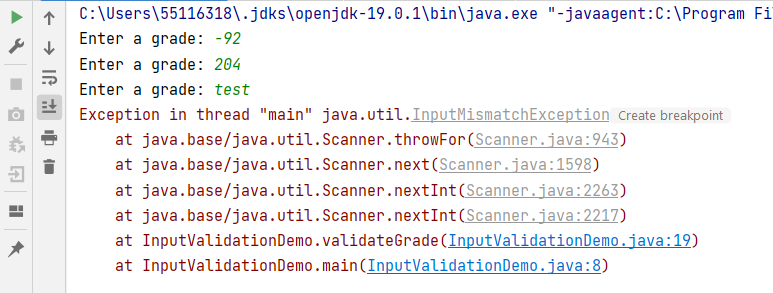 C:\Users\55116318\.jdks\openjdk-19.0.1\bin\java.exe "-javaagent:C:\Program Fi
Enter a grade: -92
Enter a grade: 204
Enter a grade: test
Exception in thread "main" java.util.InputMismatchException Create breakpoint
    at java.base/java.util.Scanner.throwFor(Scanner.java:943)
    at java.base/java.util.Scanner.next(Scanner.java:1598)
    at java.base/java.util.Scanner.nextInt(Scanner.java:2263)
    at java.base/java.util.Scanner.nextInt(Scanner.java:2217)
    at InputValidationDemo.validateGrade(InputValidationDemo.java:19)
    at InputValidationDemo.main(InputValidationDemo.java:8)